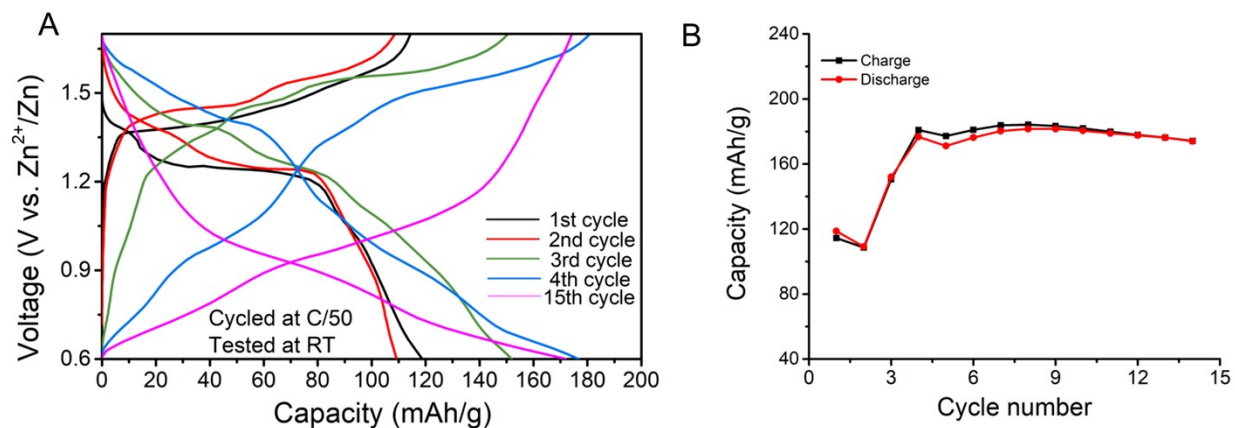 A
Voltage (V vs. Zn²⁺/Zn)
1.5
1.2
0.9
0.6
1st cycle
2nd cycle
3rd cycle
4th cycle
15th cycle
Cycled at C/50
Tested at RT
0 20 40 60 80 100 120 140 160 180 200
Capacity (mAh/g)
B
Capacity (mAh/g)
240
200
160
120
80
40
Charge
Discharge
0 3 6 9 12 15
Cycle number